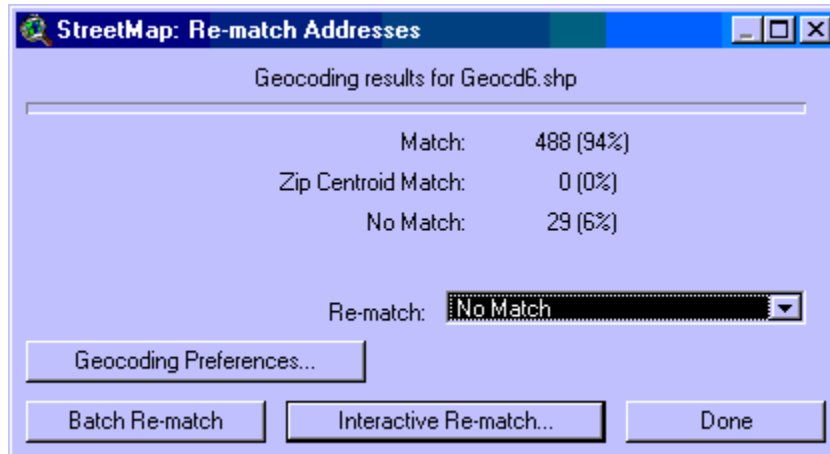 StreetMap: Re-match Addresses
Geocoding results for Geocd6.shp
Match: 488 (94%)
Zip Centroid Match: 0 (0%)
No Match: 29 (6%)
Re-match: No Match
Geocoding Preferences...
Batch Re-match Interactive Re-match... Done